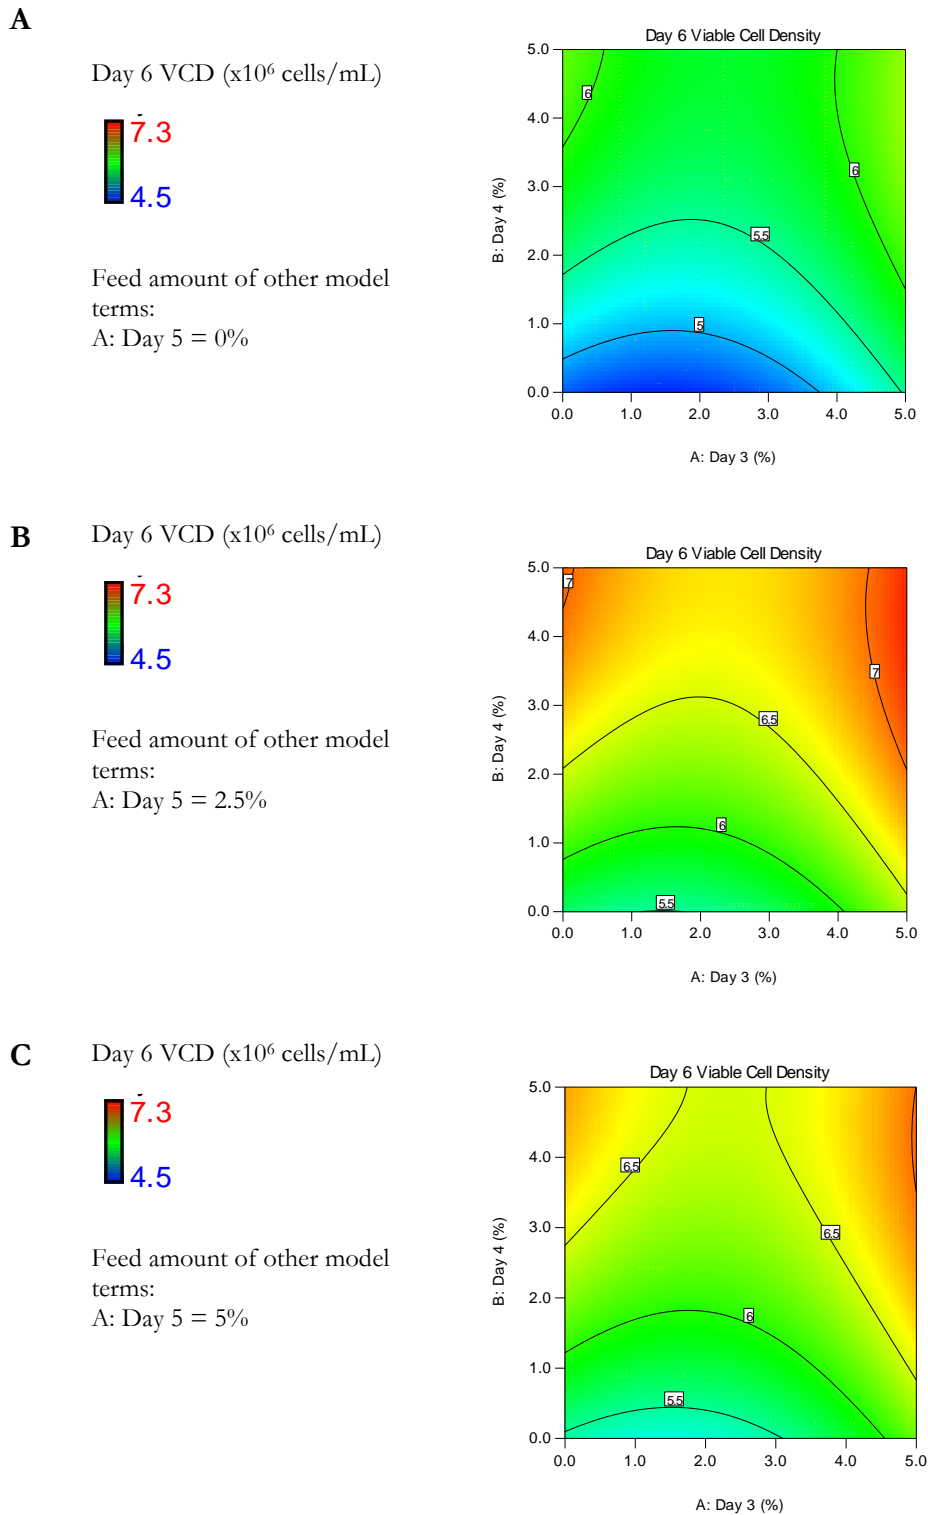 A
Day 6 VCD (x10⁶ cells/mL)
7.3
4.5
Feed amount of other model
terms:
A: Day 5 = 0%
Day 6 Viable Cell Density
5.0
4.0
3.0
2.0
1.0
0.0
B: Day 4 (%)
6
6
5.5
5
0.0 1.0 2.0 3.0 4.0 5.0
A: Day 3 (%)
B
Day 6 VCD (x10⁶ cells/mL)
7.3
4.5
Feed amount of other model
terms:
A: Day 5 = 2.5%
Day 6 Viable Cell Density
5.0
4.0
3.0
2.0
1.0
0.0
B: Day 4 (%)
7
7
6.5
6
5.5
0.0 1.0 2.0 3.0 4.0 5.0
A: Day 3 (%)
C
Day 6 VCD (x10⁶ cells/mL)
7.3
4.5
Feed amount of other model
terms:
A: Day 5 = 5%
Day 6 Viable Cell Density
5.0
4.0
3.0
2.0
1.0
0.0
B: Day 4 (%)
6.5
6.5
6
5.5
0.0 1.0 2.0 3.0 4.0 5.0
A: Day 3 (%)